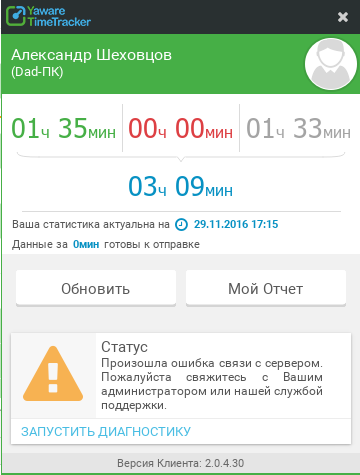 Yaware
TimeTracker
Александр Шеховцов
(Dad-ПК)
01ч 35мин 00ч 00мин 01ч 33мин
03ч 09мин
Ваша статистика актуальна на 29.11.2016 17:15
Данные за 0мин готовы к отправке
Обновить Мой Отчет
Статус
Произошла ошибка связи с сервером.
Пожалуйста свяжитесь с Вашим
администратором или нашей службой
поддержки.
ЗАПУСТИТЬ ДИАГНОСТИКУ
Версия Клиента: 2.0.4.30